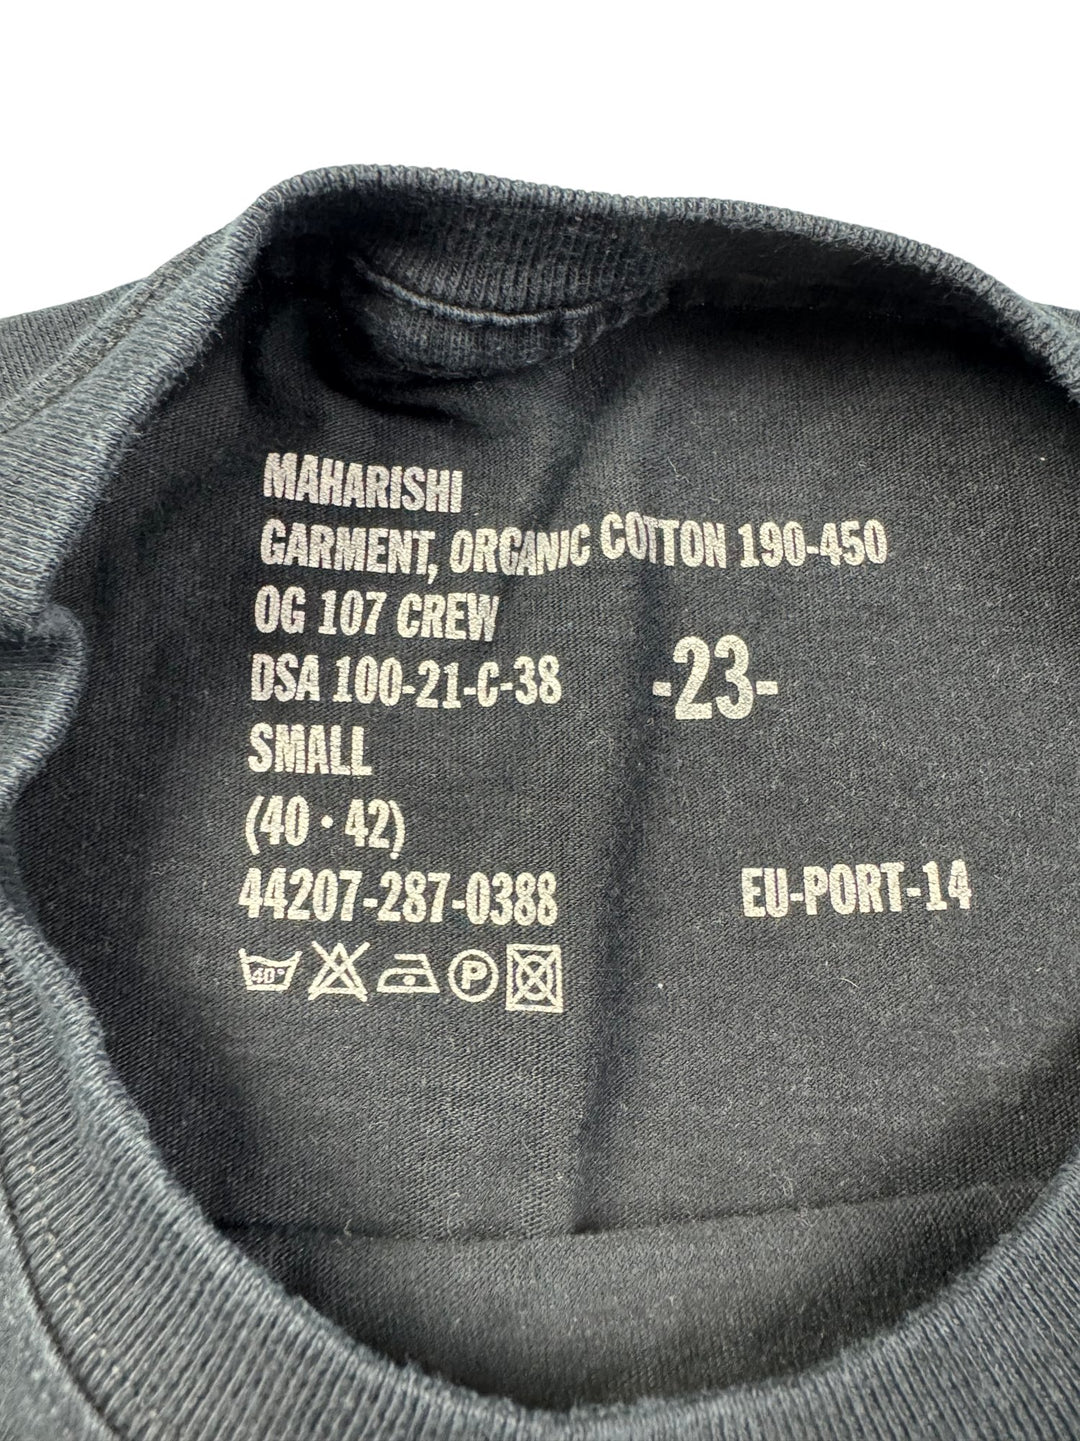 MAHARISHI
GARMENT, ORGANIC COTTON 190-450
OG 107 CREW
DSA 100-21-C-38
-23-
SMALL
(40 · 42)
44207-287-0388
EU-PORT-14
40°
P